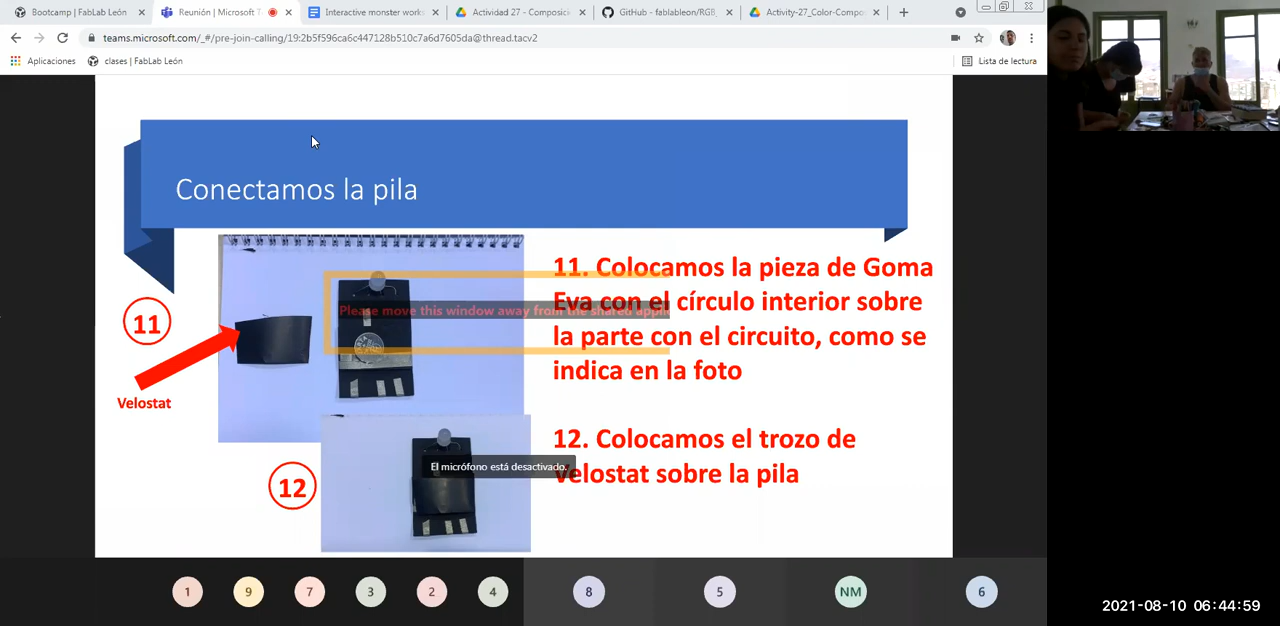 Bootcamp | FabLab León
Reunión | Microsoft T
Interactive monster work
Actividad 27 - Composici
GitHub - fablableon/RGB_
Activity-27_Color-Compo
teams.microsoft.com/_#/pre-join-calling/19:2b5f596ca6c447128b510c7a6d7605da@thread.tacv2
Aplicaciones
clases | FabLab León
Lista de lectura
Conectamos la pila
11
Velostat
Please move this window away from the shared appli
11. Colocamos la pieza de Goma
Eva con el círculo interior sobre
la parte con el circuito, como se
indica en la foto
12
El micrófono está desactivado.
12. Colocamos el trozo de
Velostat sobre la pila
1
9
7
3
2
4
8
5
NM
6
2021-08-10 06:44:59